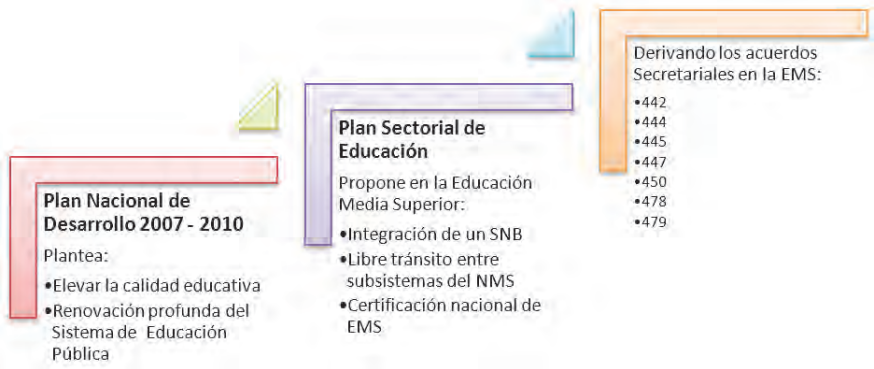 Plan Nacional de
Desarrollo 2007 - 2010
Plantea:
•Elevar la calidad educativa
•Renovación profunda del
Sistema de Educación
Pública
Plan Sectorial de
Educación
Propone en la Educación
Media Superior:
•Integración de un SNB
•Libre tránsito entre
subsistemas del NMS
•Certificación nacional de
EMS
Derivando los acuerdos
Secretariales en la EMS:
•442
•444
•445
•447
•450
•478
•479